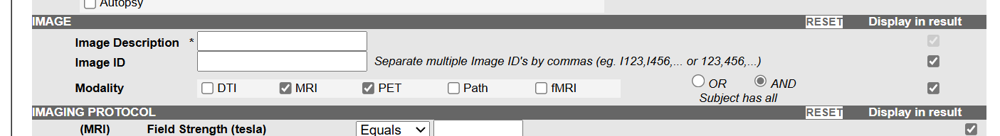 Autopsy
IMAGE RESET Display in result
Image Description *
Image ID Separate multiple Image ID's by commas (eg. I123,I456,... or 123,456,...)
Modality DTI MRI PET Path fMRI OR AND
Subject has all
IMAGING PROTOCOL RESET Display in result
(MRI) Field Strength (tesla) Equals